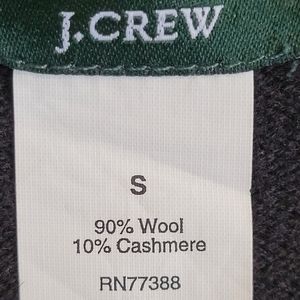 J.CREW
S
90% Wool
10% Cashmere
RN77388